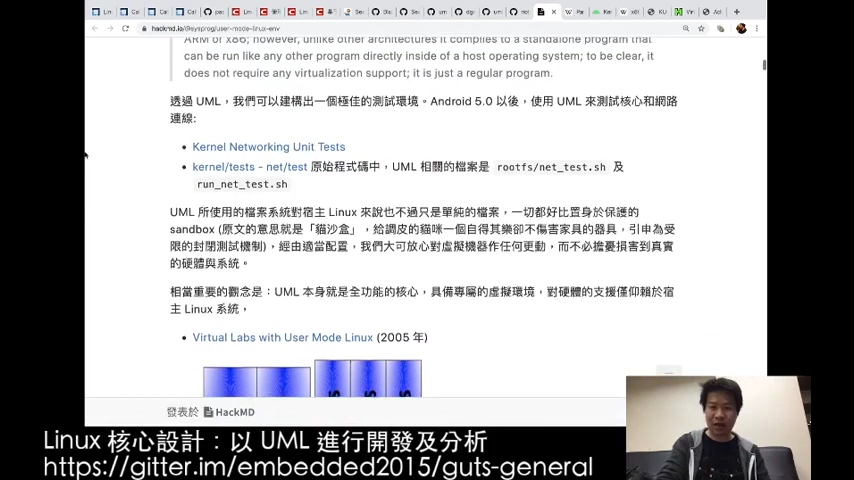 hackmd.io/@sysprog/user-mode-linux-env
ARM or x86; however, unlike other architectures it compiles to a standalone program that
can be run like any other program directly inside of a host operating system; to be clear, it
does not require any virtualization support; it is just a regular program.
透過 UML，我們可以建構出一個極佳的測試環境。Android 5.0 以後，使用 UML 來測試核心和網路
連線:
• Kernel Networking Unit Tests
• kernel/tests - net/test 原始程式碼中，UML 相關的檔案是 rootfs/net_test.sh 及
run_net_test.sh
UML 所使用的檔案系統對宿主 Linux 來說也不過只是單純的檔案，一切都好比置身於保護的
sandbox (原文的意思就是「貓沙盒」，給調皮的貓咪一個自得其樂卻不傷害家具的器具，引申為受
限的封閉測試機制)，經由適當配置，我們大可放心對虛擬機器作任何更動，而不必擔憂損害到真實
的硬體與系統。
相當重要的觀念是：UML 本身就是全功能的核心，具備專屬的虛擬環境，對硬體的支援僅仰賴於宿
主 Linux 系統，
• Virtual Labs with User Mode Linux (2005 年)
發表於 HackMD
Linux 核心設計：以 UML 進行開發及分析
https://gitter.im/embedded2015/guts-general